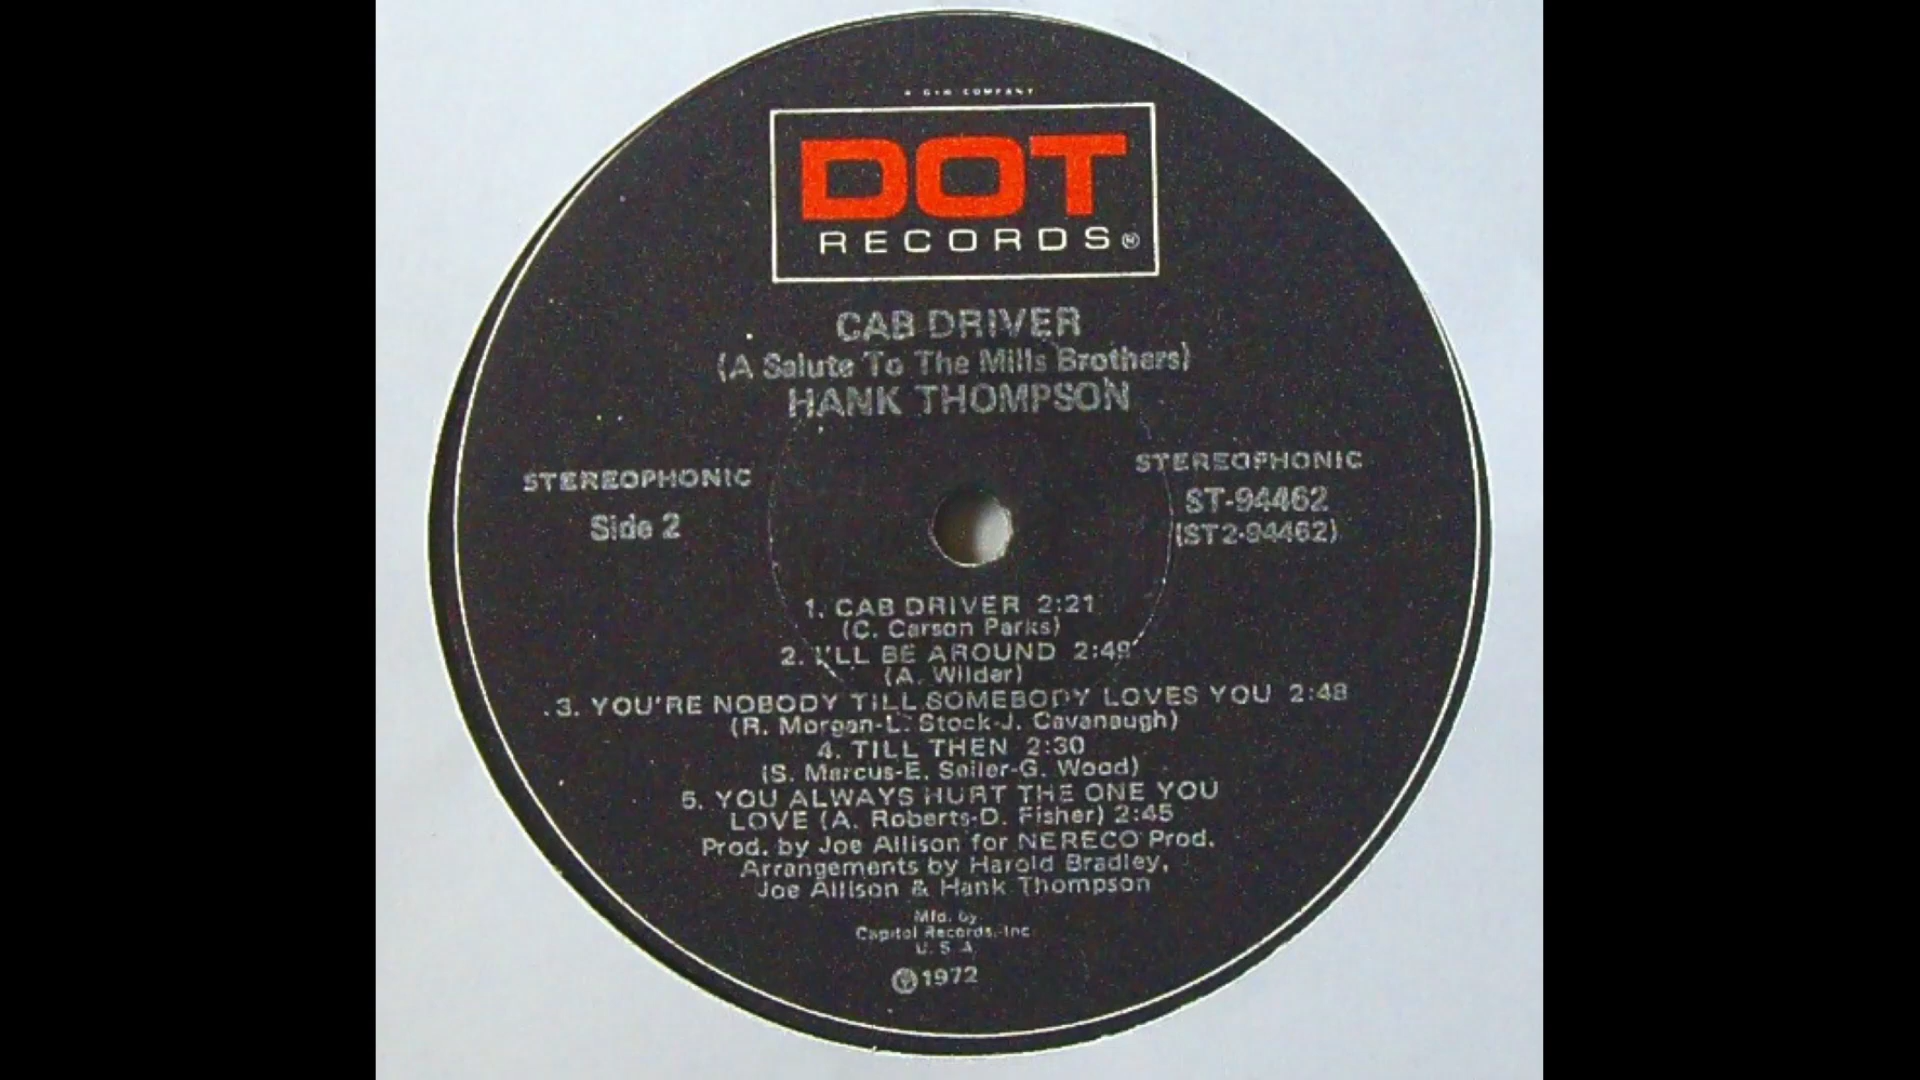 A G+W COMPANY
DOT
RECORDS®
CAB DRIVER
(A Salute To The Mills Brothers)
HANK THOMPSON
STEREOPHONIC
Side 2
STEREOPHONIC
ST-94462
(ST2-94462)
1. CAB DRIVER 2:21
(C. Carson Parks)
2. I'LL BE AROUND 2:49
(A. Wilder)
3. YOU'RE NOBODY TILL SOMEBODY LOVES YOU 2:48
(R. Morgan-L. Stock-J. Cavanaugh)
4. TILL THEN 2:30
(S. Marcus-E. Seiler-G. Wood)
5. YOU ALWAYS HURT THE ONE YOU
LOVE (A. Roberts-D. Fisher) 2:45
Prod. by Joe Allison for NERECO Prod.
Arrangements by Harold Bradley,
Joe Allison & Hank Thompson
Mfd. by
Capitol Records, Inc.
U. S. A.
℗1972